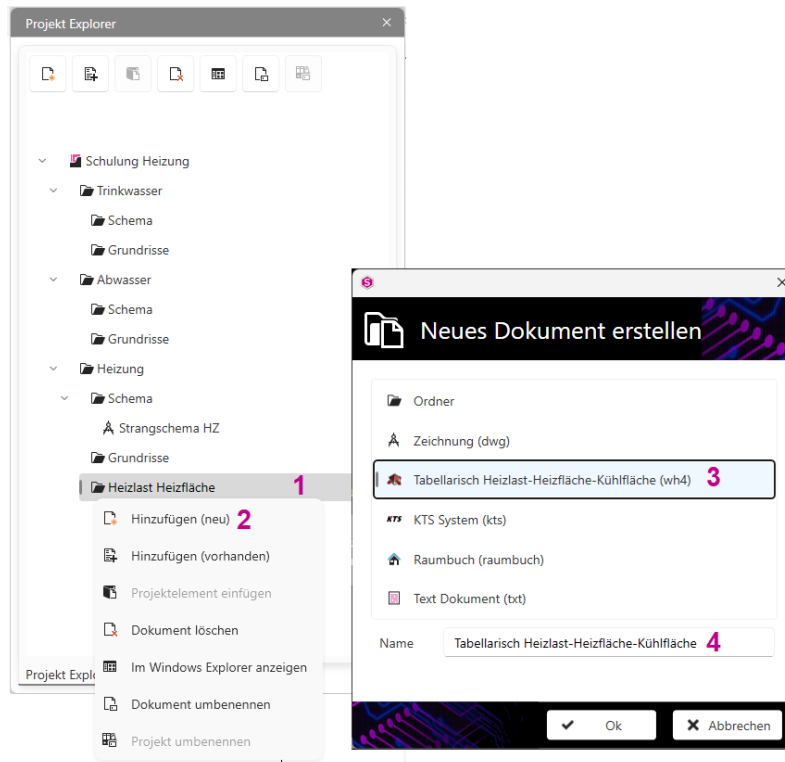 Projekt Explorer
Schulung Heizung
Trinkwasser
Schema
Grundrisse
Abwasser
Schema
Grundrisse
Heizung
Schema
Strangschema HZ
Grundrisse
Heizlast Heizfläche 1
Hinzufügen (neu) 2
Hinzufügen (vorhanden)
Projektelement einfügen
Dokument löschen
Im Windows Explorer anzeigen
Dokument umbenennen
Projekt umbenennen
Projekt Explo
S
Neues Dokument erstellen
Ordner
Zeichnung (dwg)
Tabellarisch Heizlast-Heizfläche-Kühlfläche (wh4) 3
KTS KTS System (kts)
Raumbuch (raumbuch)
Text Dokument (txt)
Name Tabellarisch Heizlast-Heizfläche-Kühlfläche 4
Ok Abbrechen